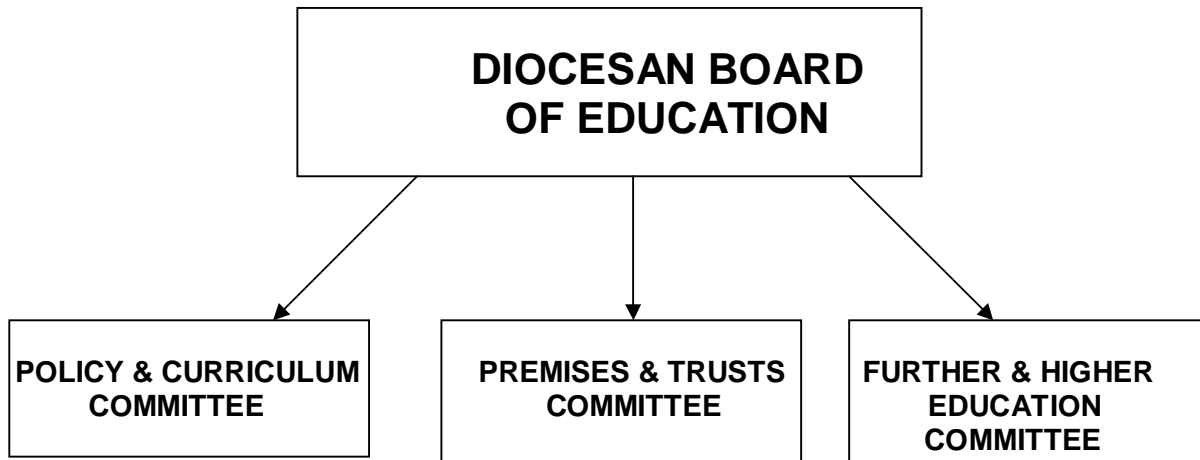 DIOCESAN BOARD
OF EDUCATION
POLICY & CURRICULUM
COMMITTEE
PREMISES & TRUSTS
COMMITTEE
FURTHER & HIGHER
EDUCATION
COMMITTEE